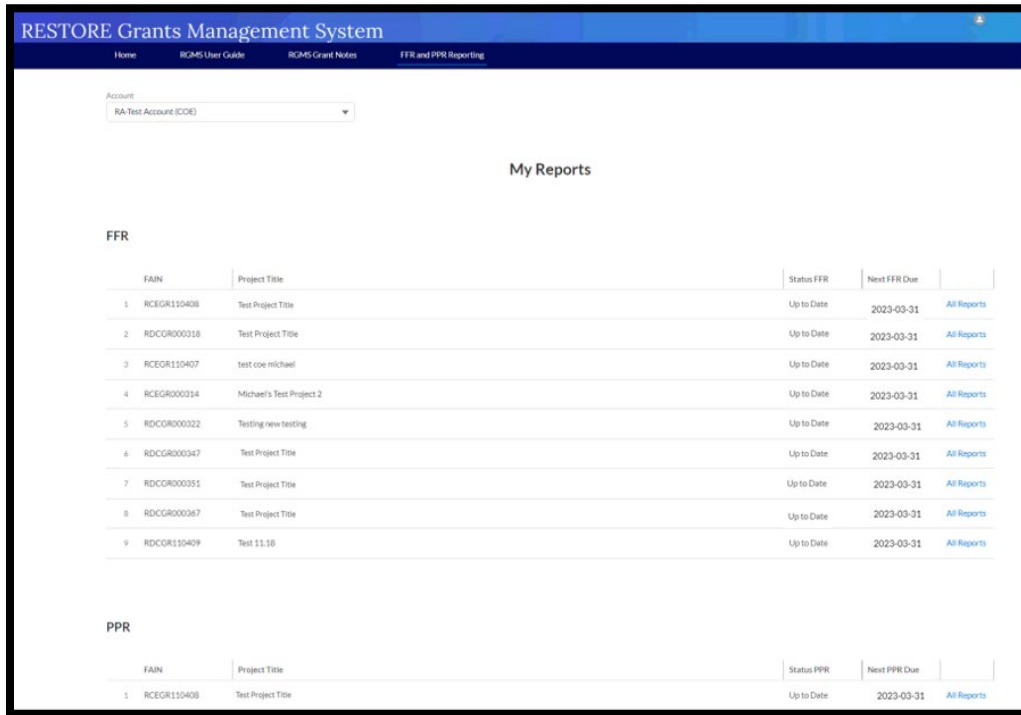 RESTORE Grants Management System
Home RGMS User Guide RGMS Grant Notes FFR and PPR Reporting
Account
RA-Test Account (COE)
My Reports
FFR
FAIN Project Title Status FFR Next FFR Due
1 RCEGR110408 Test Project Title Up to Date 2023-03-31 All Reports
2 RDCGR000318 Test Project Title Up to Date 2023-03-31 All Reports
3 RCEGR110407 test coe michael Up to Date 2023-03-31 All Reports
4 RCEGR000314 Michael's Test Project 2 Up to Date 2023-03-31 All Reports
5 RDCGR000322 Testing new testing Up to Date 2023-03-31 All Reports
6 RDCGR000347 Test Project Title Up to Date 2023-03-31 All Reports
7 RDCGR000351 Test Project Title Up to Date 2023-03-31 All Reports
8 RDCGR000367 Test Project Title Up to Date 2023-03-31 All Reports
9 RDCGR110409 Test 11.18 Up to Date 2023-03-31 All Reports
PPR
FAIN Project Title Status PPR Next PPR Due
1 RCEGR110408 Test Project Title Up to Date 2023-03-31 All Reports